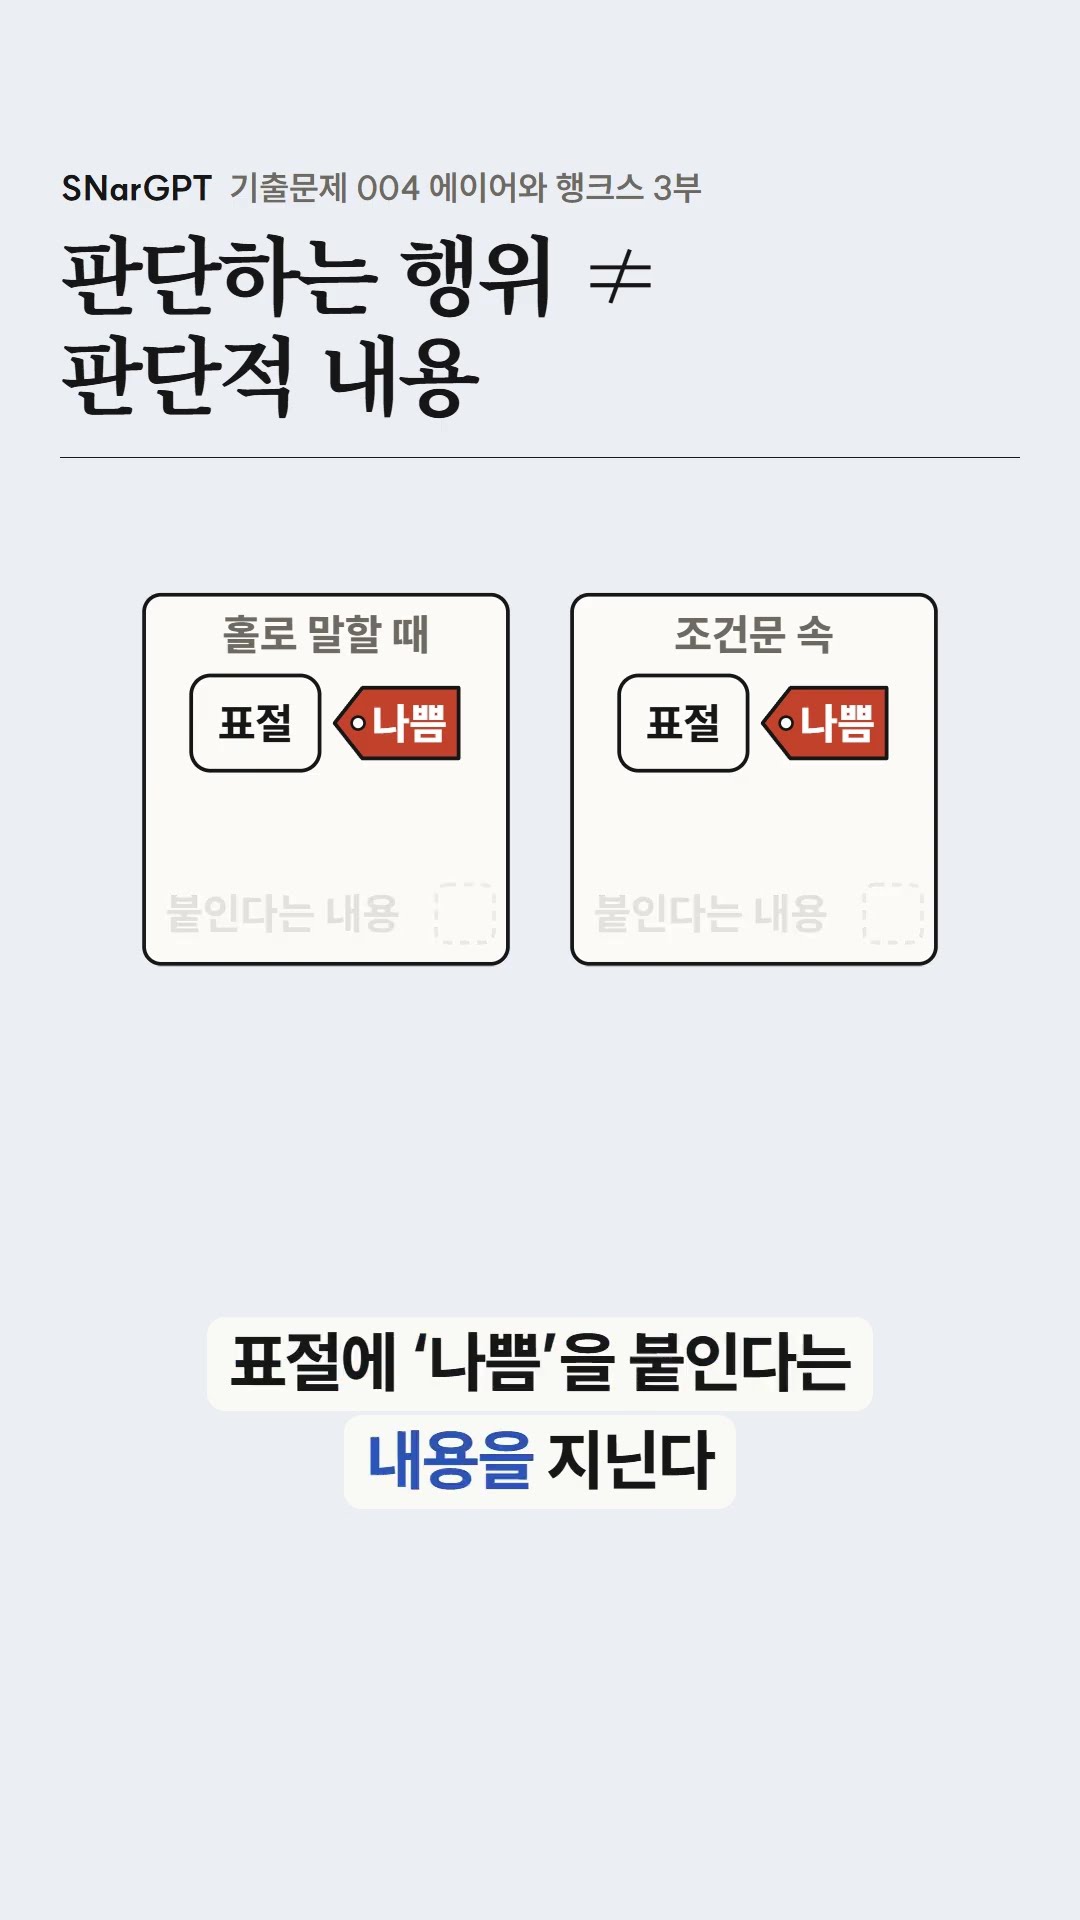 SNarGPT 기출문제 004 에이어와 행크스 3부
판단하는 행위 ≠
판단적 내용
홀로 말할 때
표절 나쁨
붙인다는 내용
조건문 속
표절 나쁨
붙인다는 내용
표절에 ‘나쁨’을 붙인다는
내용을 지닌다